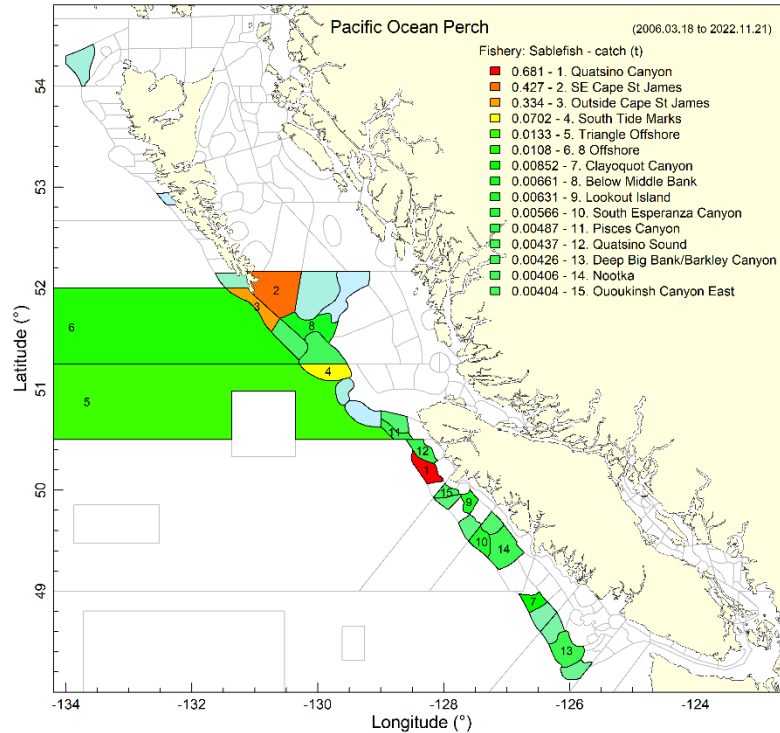 Pacific Ocean Perch
(2006.03.18 to 2022.11.21)
Fishery: Sablefish - catch (t)
0.681 - 1. Quatsino Canyon
0.427 - 2. SE Cape St James
0.334 - 3. Outside Cape St James
0.0702 - 4. South Tide Marks
0.0133 - 5. Triangle Offshore
0.0108 - 6. 8 Offshore
0.00852 - 7. Clayoquot Canyon
0.00661 - 8. Below Middle Bank
0.00631 - 9. Lookout Island
0.00566 - 10. South Esperanza Canyon
0.00487 - 11. Pisces Canyon
0.00437 - 12. Quatsino Sound
0.00426 - 13. Deep Big Bank/Barkley Canyon
0.00406 - 14. Nootka
0.00404 - 15. Ououkinsh Canyon East
54
53
52
51
50
49
Latitude (°)
2
3
6
8
4
5
11
12
1
15
9
10
14
7
13
-134
-132
-130
-128
-126
-124
Longitude (°)